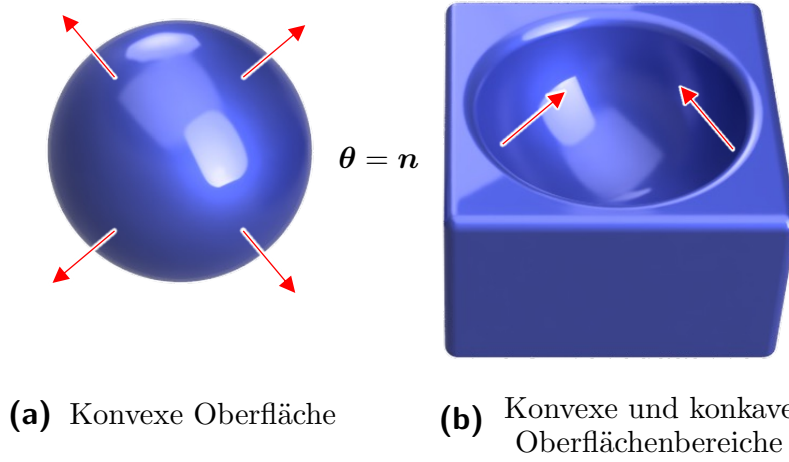 θ = n
(a) Konvexe Oberfläche
(b) Konvexe und konkave
Oberflächenbereiche